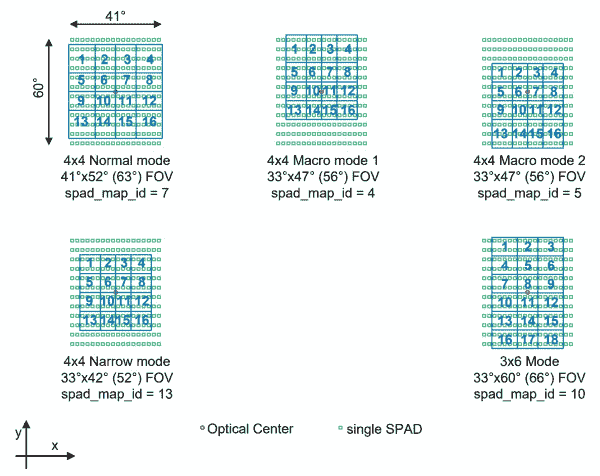 41°
60°
1 2 3 4
5 6 7 8
9 10 11 12
13 14 15 16
4x4 Normal mode
41°x52° (63°) FOV
spad_map_id = 7
1 2 3 4
5 6 7 8
9 10 11 12
13 14 15 16
4x4 Macro mode 1
33°x47° (56°) FOV
spad_map_id = 4
1 2 3 4
5 6 7 8
9 10 11 12
13 14 15 16
4x4 Macro mode 2
33°x47° (56°) FOV
spad_map_id = 5
1 2 3 4
5 6 7 8
9 10 11 12
13 14 15 16
4x4 Narrow mode
33°x42° (52°) FOV
spad_map_id = 13
1 2 3
4 5 6
7 8 9
10 11 12
13 14 15
16 17 18
3x6 Mode
33°x60° (66°) FOV
spad_map_id = 10
y
x
Optical Center
single SPAD